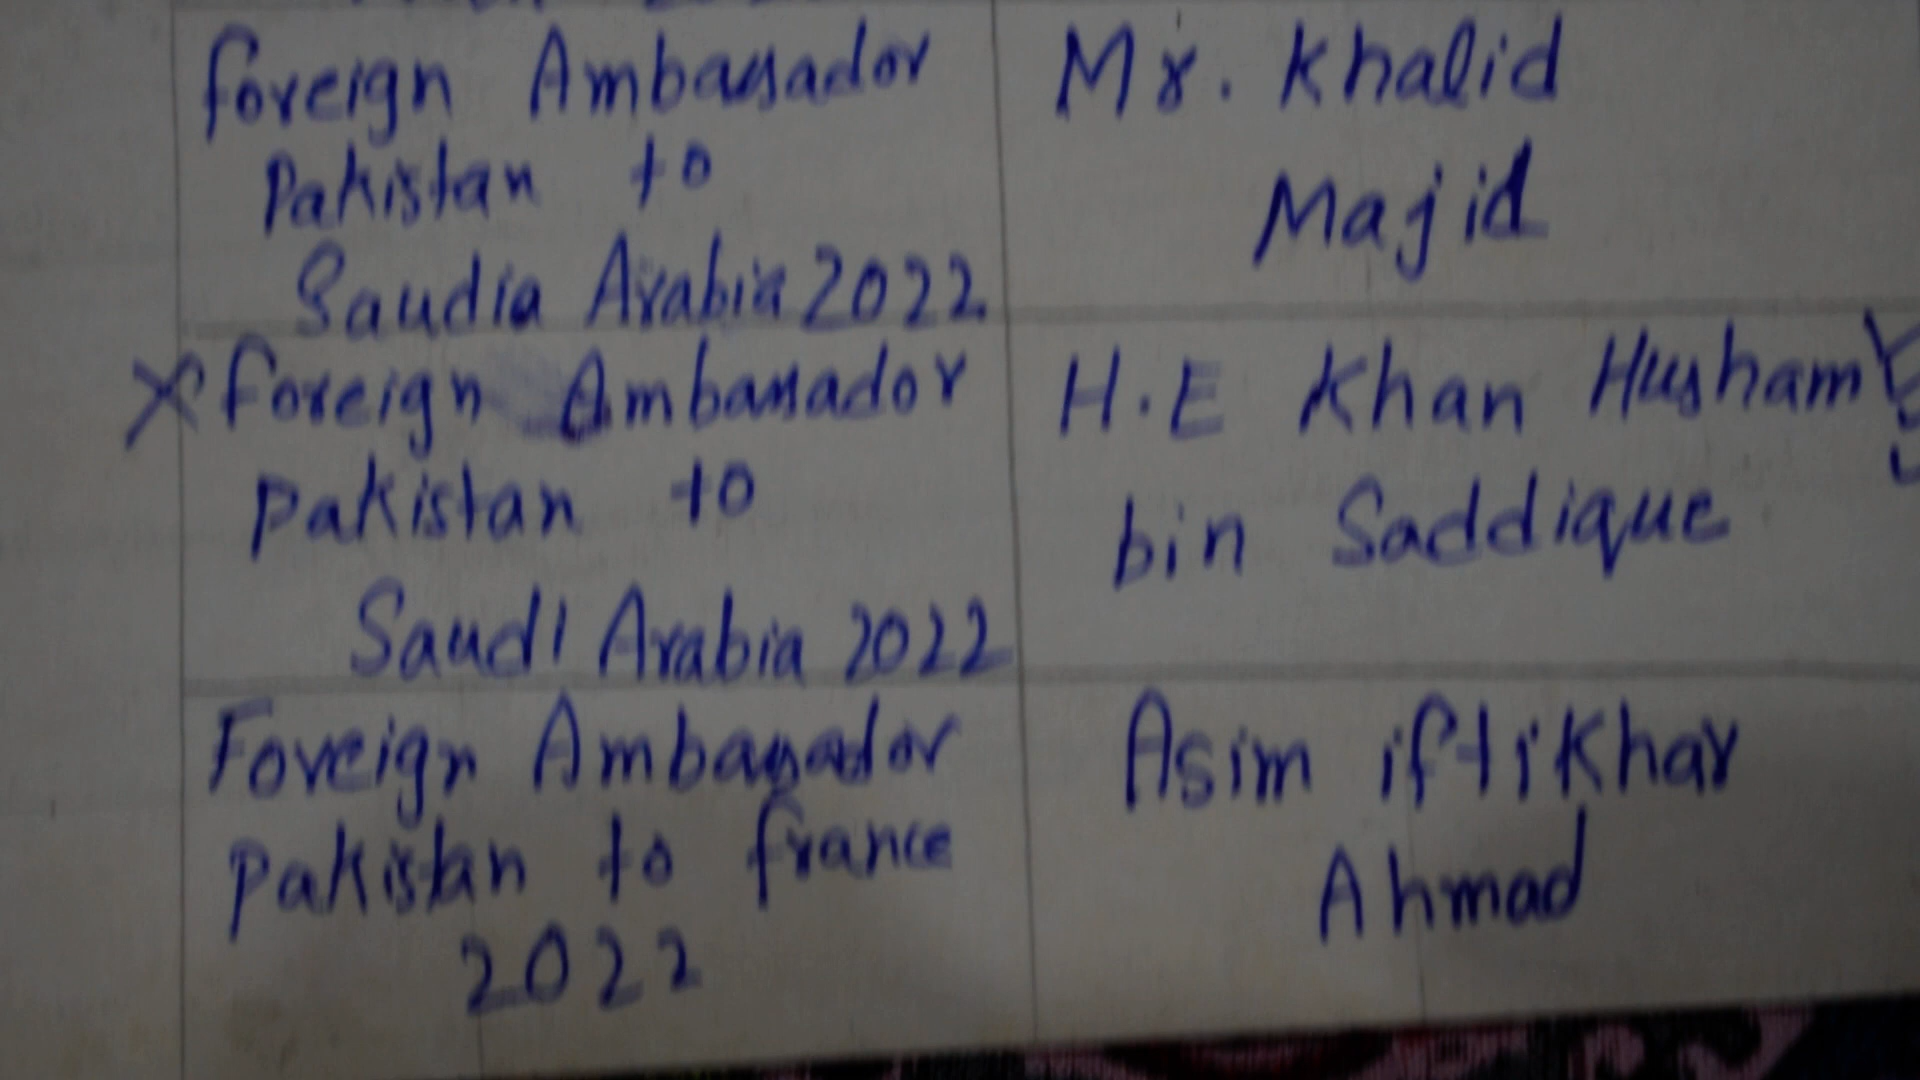 foreign Ambassador
Pakistan to
Saudia Arabia 2022
Mr. Khalid
Majid
X foreign Ambassador
Pakistan to
Saudi Arabia 2022
H.E Khan Husham
bin Saddique
Foreign Ambassador
Pakistan to france
2022
Asim iftikhar
Ahmad